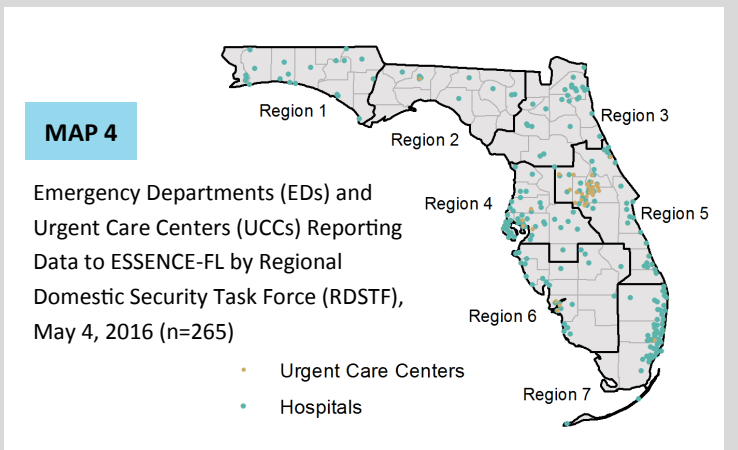 MAP 4
Emergency Departments (EDs) and
Urgent Care Centers (UCCs) Reporting
Data to ESSENCE-FL by Regional
Domestic Security Task Force (RDSTF),
May 4, 2016 (n=265)
Region 1
Region 2
Region 3
Region 4
Region 5
Region 6
Region 7
Urgent Care Centers
Hospitals